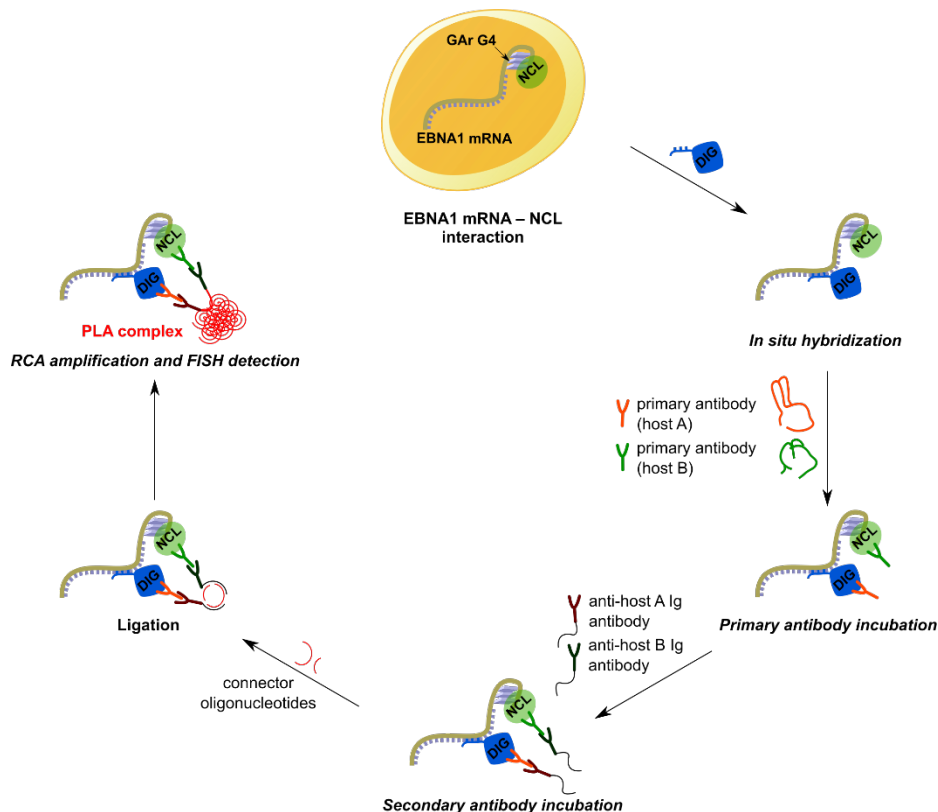 GAr G4
NCL
EBNA1 mRNA
EBNA1 mRNA – NCL
interaction
DIG
NCL
DIG
In situ hybridization
primary antibody
(host A)
primary antibody
(host B)
NCL
DIG
Primary antibody incubation
anti-host A Ig
antibody
anti-host B Ig
antibody
NCL
DIG
Secondary antibody incubation
connector
oligonucleotides
NCL
DIG
Ligation
NCL
DIG
PLA complex
RCA amplification and FISH detection